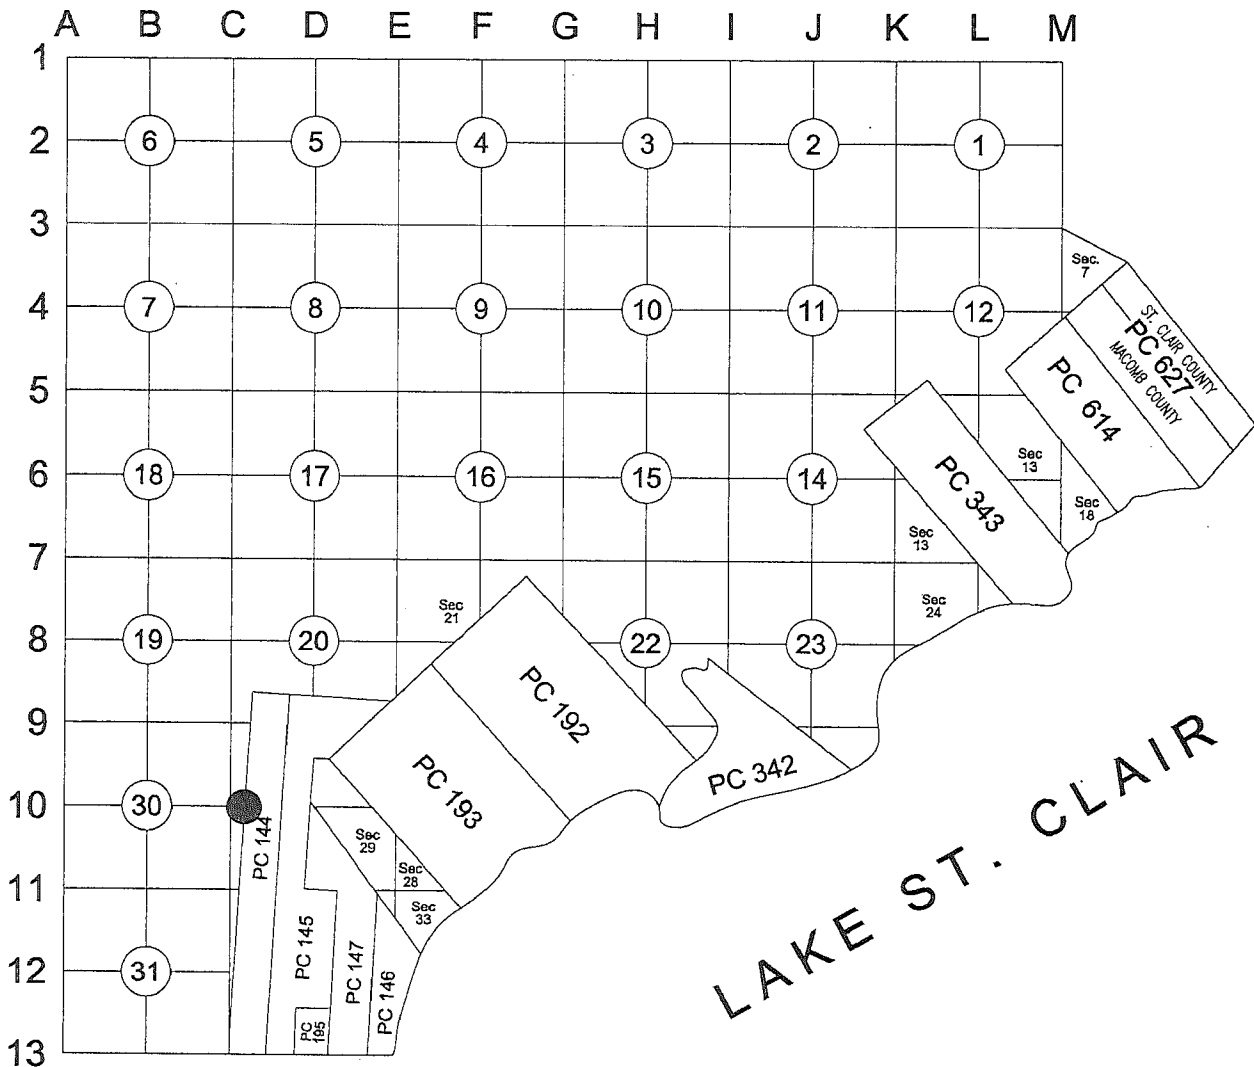 A B C D E F G H I J K L M
1
2
6 5 4 3 2 1
3
Sec.
7
4
7 8 9 10 11 12
ST. CLAIR COUNTY
PC 627
MACOMB COUNTY
5
PC 614
6
18 17 16 15 14
PC 343
Sec
13
Sec
18
Sec
13
7
Sec
21
Sec
24
8
19 20 22 23
9
PC 192
PC 193
PC 342
10
30
PC 144
Sec
29
Sec
28
11
Sec
33
PC 145
PC 147
PC 146
12
31
PC
195
13
LAKE ST. CLAIR